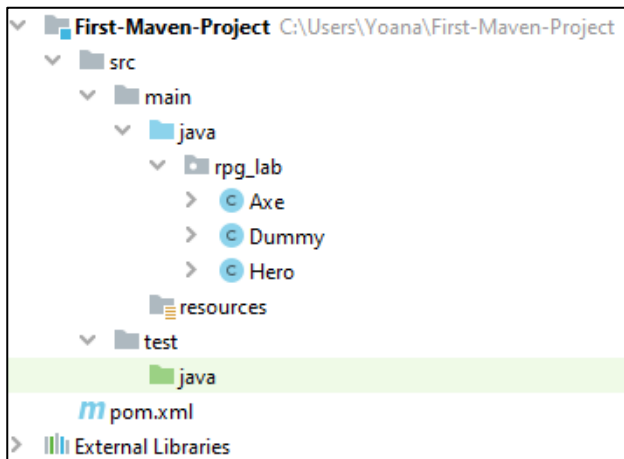 First-Maven-Project C:\Users\Yoana\First-Maven-Project
src
main
java
rpg_lab
C Axe
C Dummy
C Hero
resources
test
java
m pom.xml
External Libraries